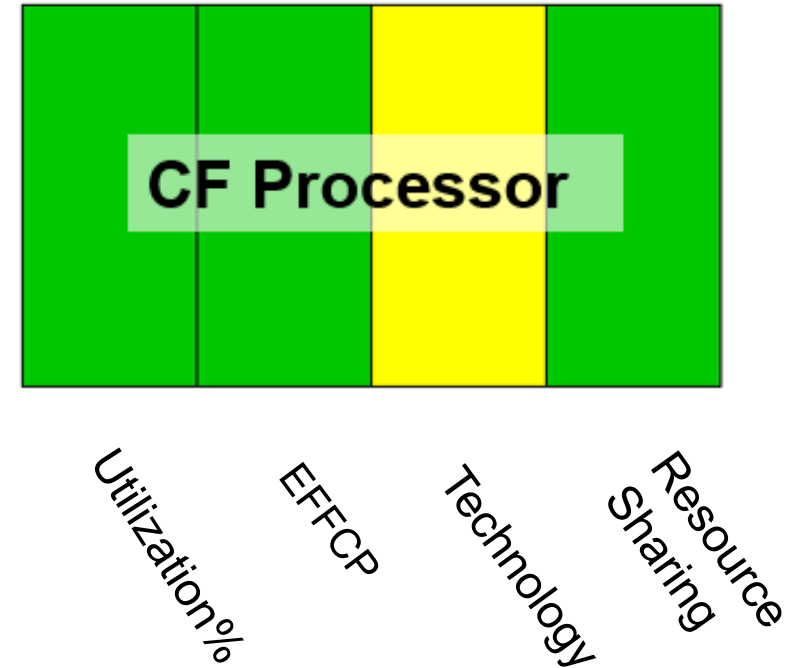 CF Processor
Utilization%
EFFCP
Technology
Resource
Sharing